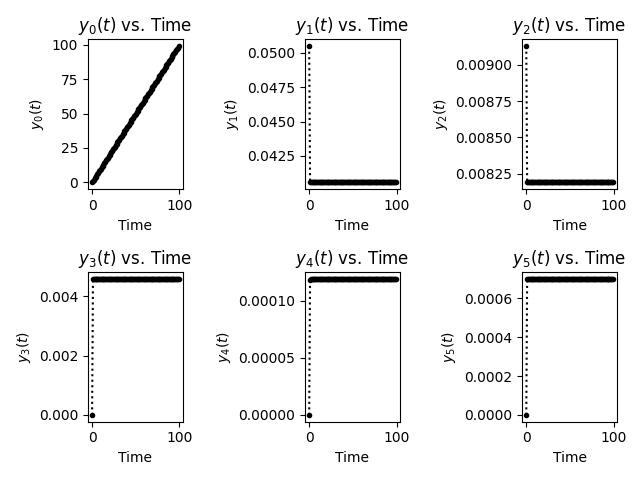 y₀(t) vs. Time
y₁(t) vs. Time
y₂(t) vs. Time
100
75
50
25
0
y₀(t)
0 100
Time
0.0500
0.0475
0.0450
0.0425
y₁(t)
0 100
Time
0.00900
0.00875
0.00850
0.00825
y₂(t)
0 100
Time
y₃(t) vs. Time
y₄(t) vs. Time
y₅(t) vs. Time
0.004
0.002
0.000
y₃(t)
0 100
Time
0.00010
0.00005
0.00000
y₄(t)
0 100
Time
0.0006
0.0004
0.0002
0.0000
y₅(t)
0 100
Time